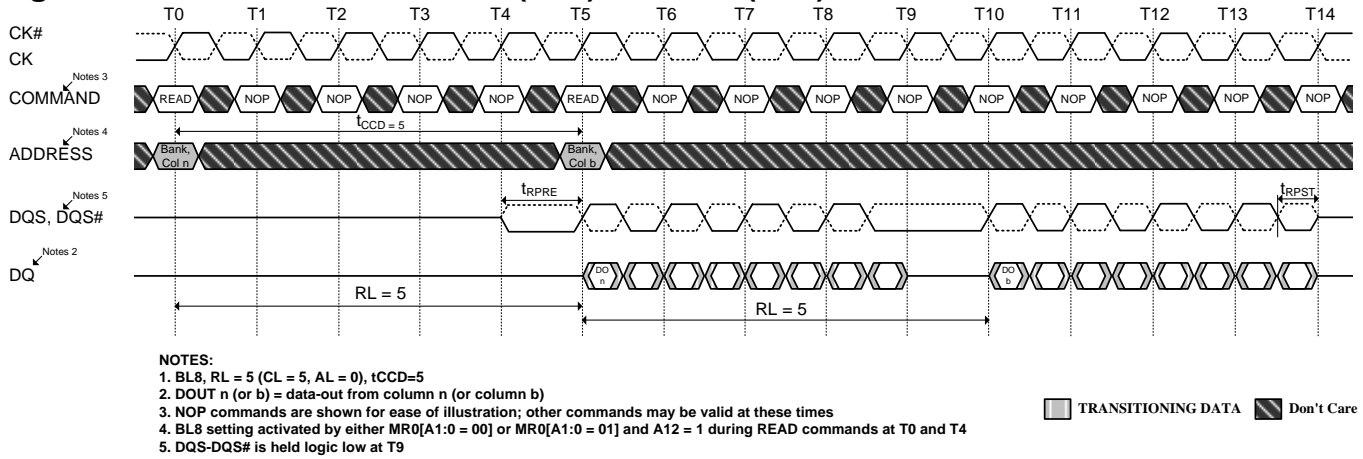 T0 T1 T2 T3 T4 T5 T6 T7 T8 T9 T10 T11 T12 T13 T14
CK#
CK
Notes 3
COMMAND READ NOP NOP NOP NOP READ NOP NOP NOP NOP NOP NOP NOP NOP NOP
tCCD = 5
Notes 4
ADDRESS Bank, Col n Bank, Col b
tRPRE tRPST
Notes 5
DQS, DQS#
Notes 2
DQ DO n DO b
RL = 5 RL = 5
NOTES:
1. BL8, RL = 5 (CL = 5, AL = 0), tCCD=5
2. DOUT n (or b) = data-out from column n (or column b)
3. NOP commands are shown for ease of illustration; other commands may be valid at these times
4. BL8 setting activated by either MR0[A1:0 = 00] or MR0[A1:0 = 01] and A12 = 1 during READ commands at T0 and T4
5. DQS-DQS# is held logic low at T9
TRANSITIONING DATA Don't Care